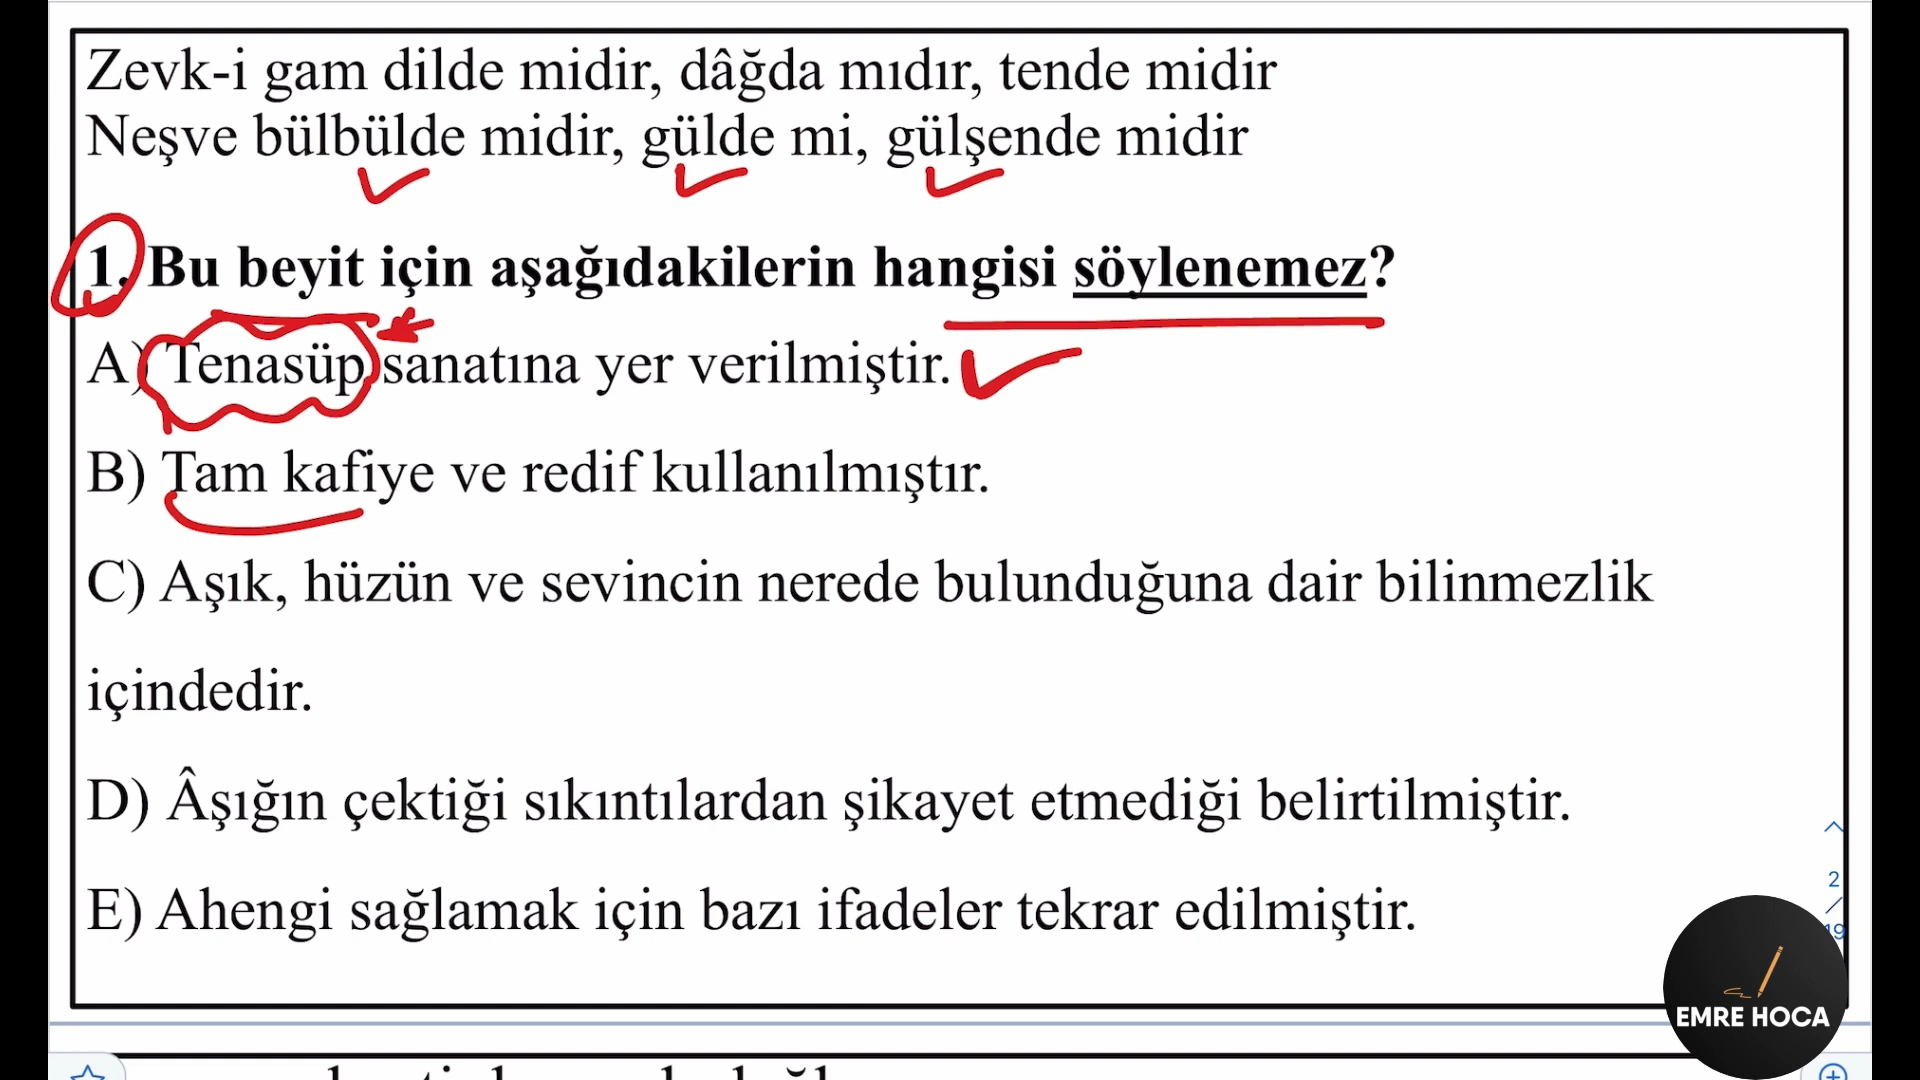 Zevk-i gam dilde midir, dâğda mıdır, tende midir
Neşve bülbülde midir, gülde mi, gülşende midir
1. Bu beyit için aşağıdakilerin hangisi söylenemez?
A) Tenasüp sanatına yer verilmiştir.
B) Tam kafiye ve redif kullanılmıştır.
C) Aşık, hüzün ve sevincin nerede bulunduğuna dair bilinmezlik
içindedir.
D) Âşığın çektiği sıkıntılardan şikayet etmediği belirtilmiştir.
E) Ahengi sağlamak için bazı ifadeler tekrar edilmiştir.
2
/
19
EMRE HOCA